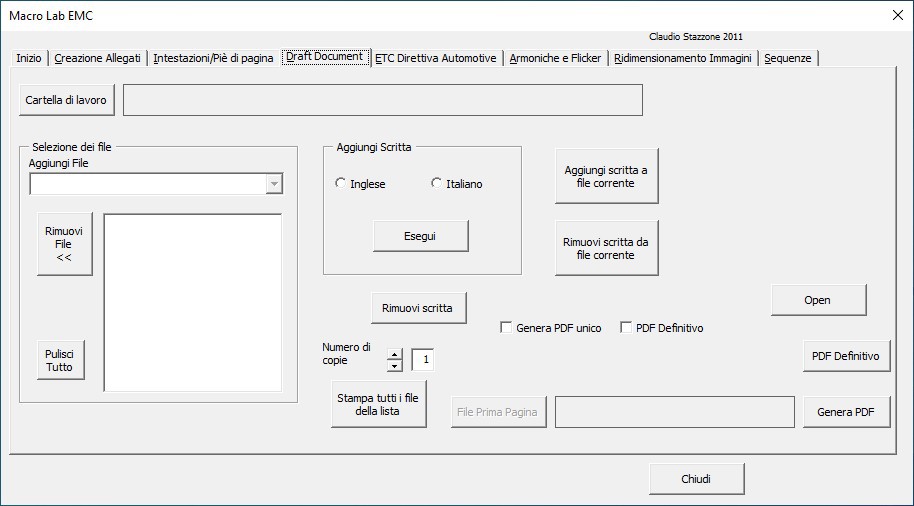 Macro Lab EMC
Claudio Stazzone 2011
Inizio
Creazione Allegati
Intestazioni/Piè di pagina
Draft Document
ETC Direttiva Automotive
Armoniche e Flicker
Ridimensionamento Immagini
Sequenze
Cartella di lavoro
Selezione dei file
Aggiungi File
Rimuovi
File
<<
Pulisci
Tutto
Aggiungi Scritta
Inglese
Italiano
Esegui
Aggiungi scritta a
file corrente
Rimuovi scritta da
file corrente
Rimuovi scritta
Open
Genera PDF unico
PDF Definitivo
Numero di
copie
1
PDF Definitivo
Stampa tutti i file
della lista
File Prima Pagina
Genera PDF
Chiudi